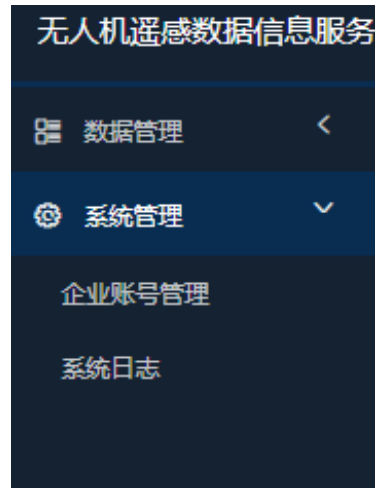 无人机遥感数据信息服务
数据管理
系统管理
企业账号管理
系统日志